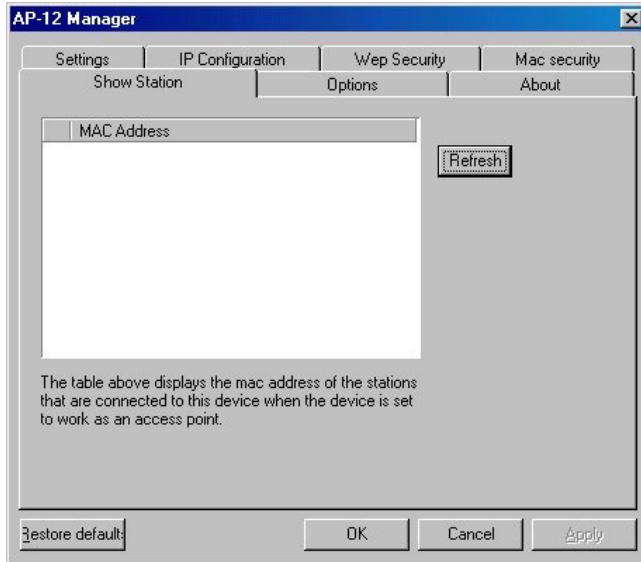 AP-12 Manager
Settings IP Configuration Wep Security Mac security
Show Station Options About
MAC Address
Refresh
The table above displays the mac address of the stations
that are connected to this device when the device is set
to work as an access point.
Restore default: OK Cancel Apply